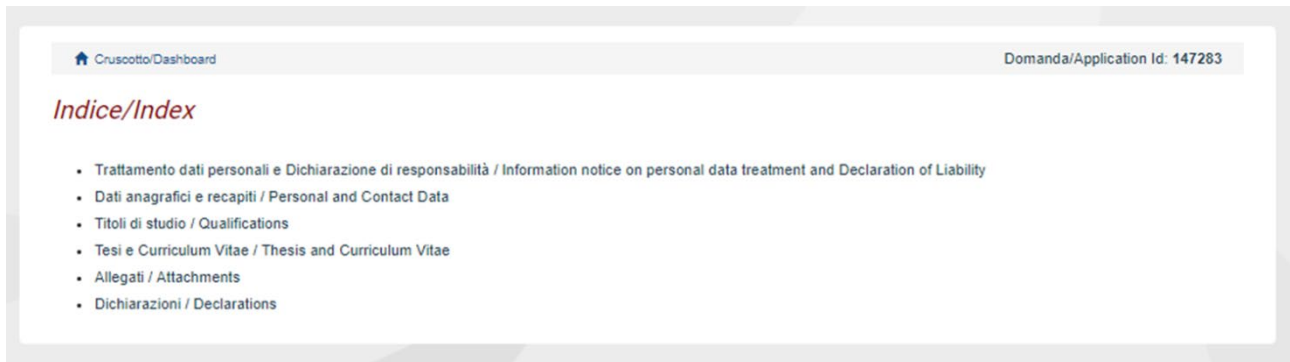 Cruscotto/Dashboard
Domanda/Application Id: 147283
Indice/Index
Trattamento dati personali e Dichiarazione di responsabilità / Information notice on personal data treatment and Declaration of Liability
Dati anagrafici e recapiti / Personal and Contact Data
Titoli di studio / Qualifications
Tesi e Curriculum Vitae / Thesis and Curriculum Vitae
Allegati / Attachments
Dichiarazioni / Declarations